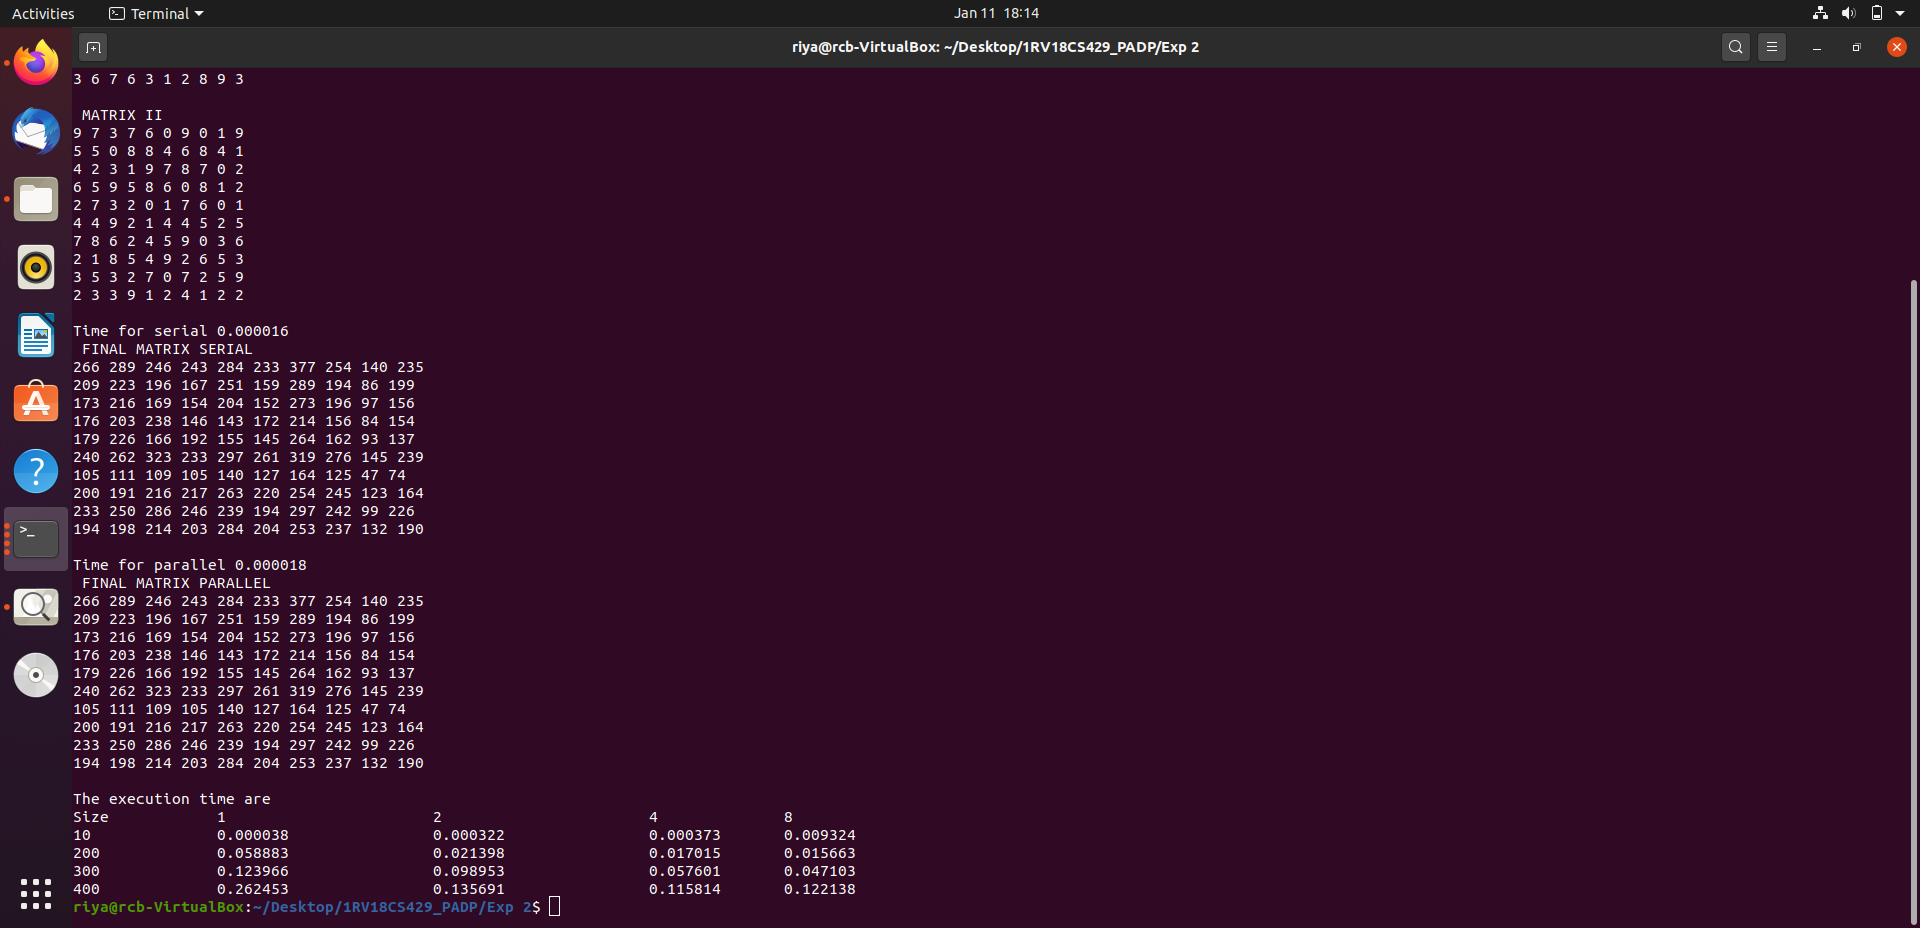 Activities Terminal Jan 11 18:14
riya@rcb-VirtualBox: ~/Desktop/1RV18CS429_PADP/Exp 2
3 6 7 6 3 1 2 8 9 3
MATRIX II
9 7 3 7 6 0 9 0 1 9
5 5 0 8 8 4 6 8 4 1
4 2 3 1 9 7 8 7 0 2
6 5 9 5 8 6 0 8 1 2
2 7 3 2 0 1 7 6 0 1
4 4 9 2 1 4 4 5 2 5
7 8 6 2 4 5 9 0 3 6
2 1 8 5 4 9 2 6 5 3
3 5 3 2 7 0 7 2 5 9
2 3 3 9 1 2 4 1 2 2
Time for serial 0.000016
FINAL MATRIX SERIAL
266 289 246 243 284 233 377 254 140 235
209 223 196 167 251 159 289 194 86 199
173 216 169 154 204 152 273 196 97 156
176 203 238 146 143 172 214 156 84 154
179 226 166 192 155 145 264 162 93 137
240 262 323 233 297 261 319 276 145 239
105 111 109 105 140 127 164 125 47 74
200 191 216 217 263 220 254 245 123 164
233 250 286 246 239 194 297 242 99 226
194 198 214 203 284 204 253 237 132 190
Time for parallel 0.000018
FINAL MATRIX PARALLEL
266 289 246 243 284 233 377 254 140 235
209 223 196 167 251 159 289 194 86 199
173 216 169 154 204 152 273 196 97 156
176 203 238 146 143 172 214 156 84 154
179 226 166 192 155 145 264 162 93 137
240 262 323 233 297 261 319 276 145 239
105 111 109 105 140 127 164 125 47 74
200 191 216 217 263 220 254 245 123 164
233 250 286 246 239 194 297 242 99 226
194 198 214 203 284 204 253 237 132 190
The execution time are
Size 1 2 4 8
10 0.000038 0.000322 0.000373 0.009324
200 0.058883 0.021398 0.017015 0.015663
300 0.123966 0.098953 0.057601 0.047103
400 0.262453 0.135691 0.115814 0.122138
riya@rcb-VirtualBox:~/Desktop/1RV18CS429_PADP/Exp 2$